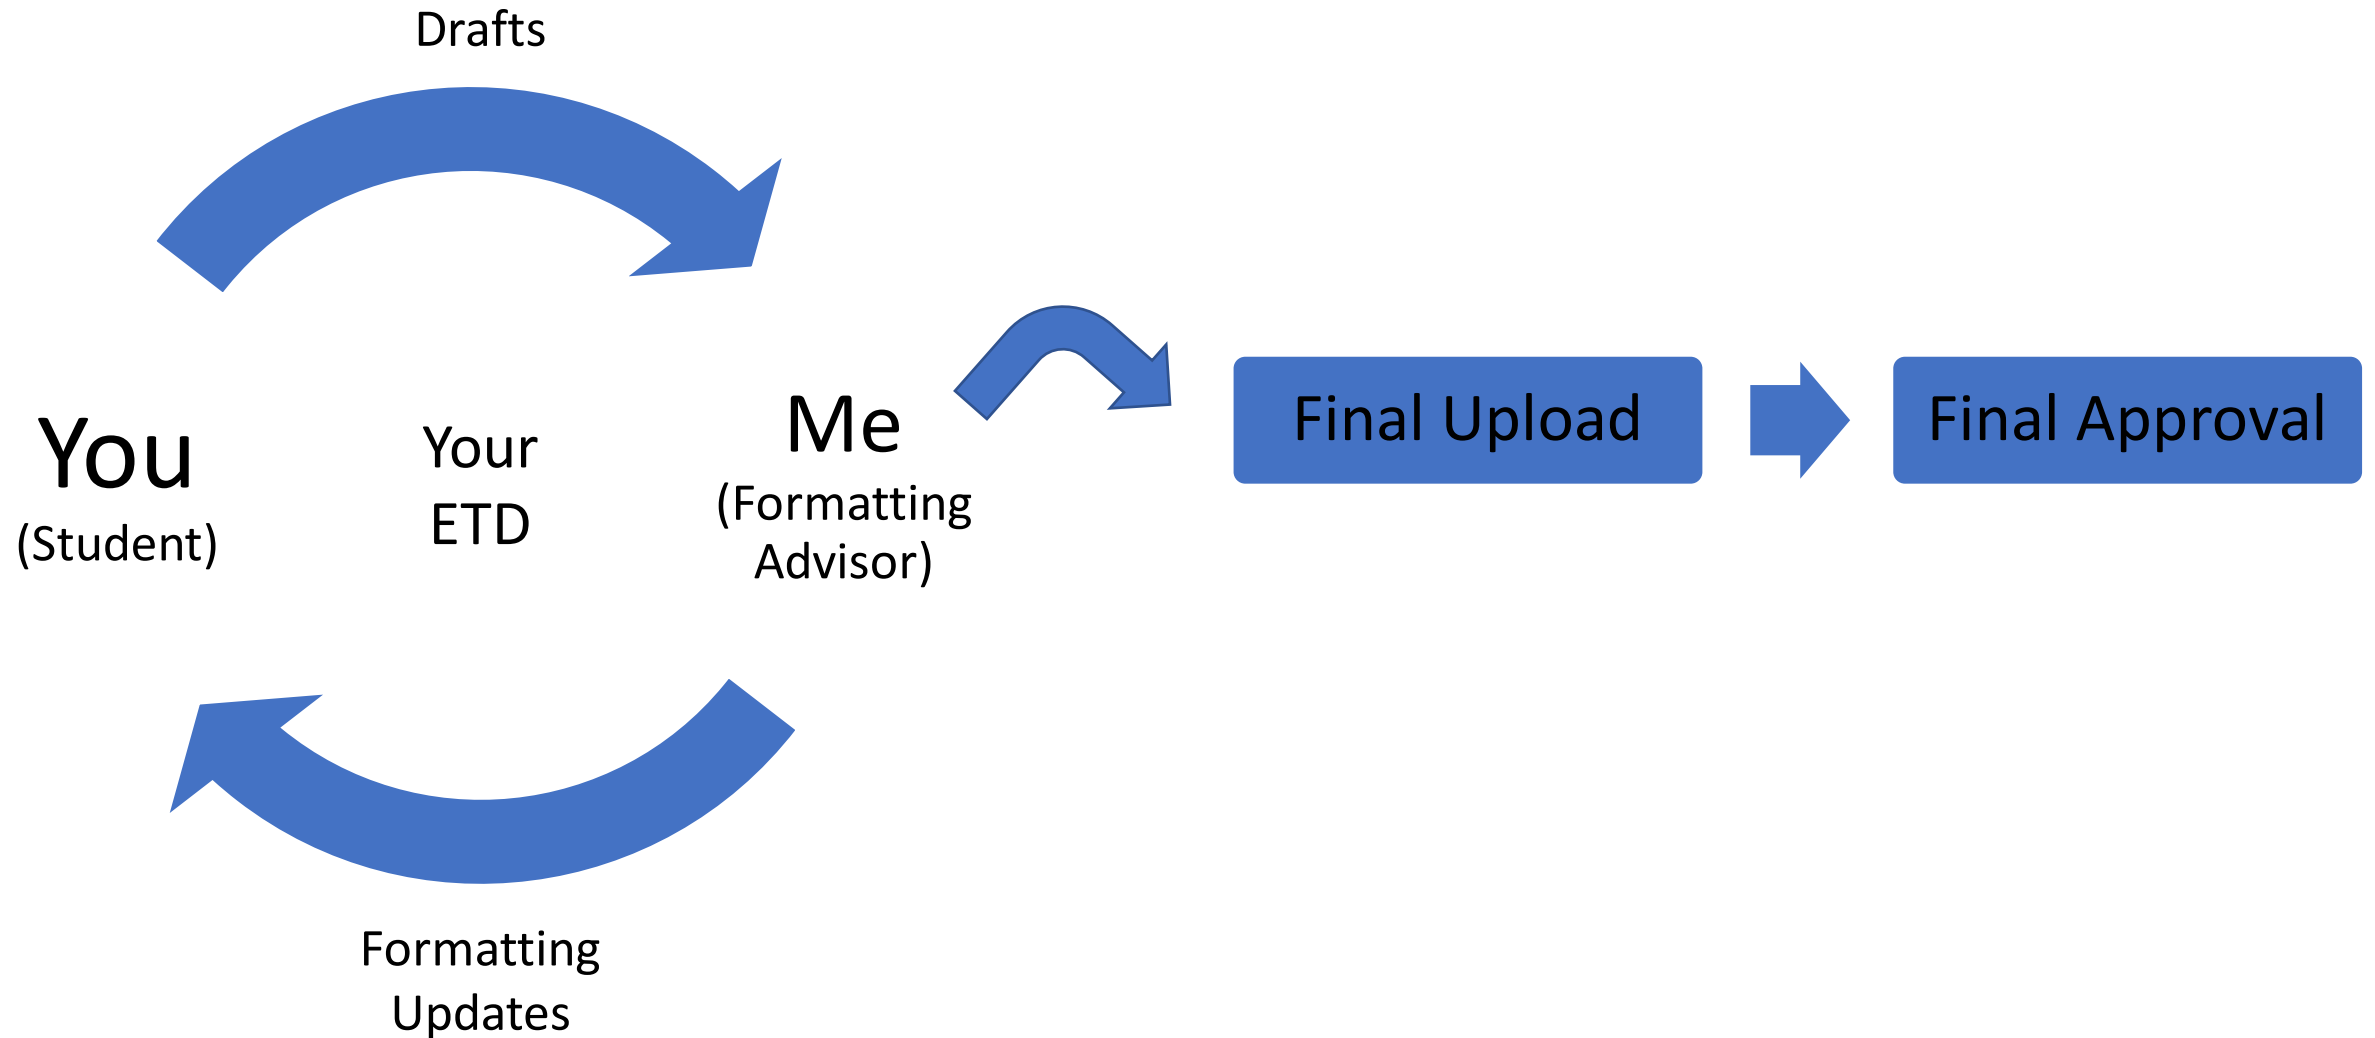 Drafts
You
(Student)
Your
ETD
Me
(Formatting
Advisor)
Final Upload
Final Approval
Formatting
Updates